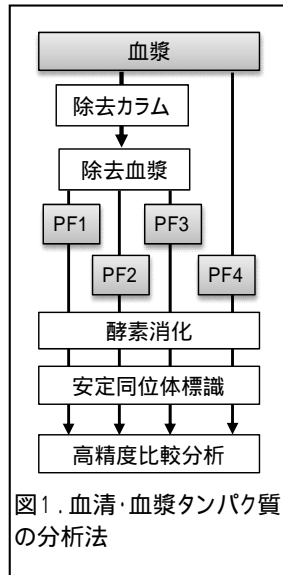 血漿
除去カラム
除去血漿
PF1
PF3
PF2
PF4
酵素消化
安定同位体標識
高精度比較分析
図1．血清・血漿タンパク質
の分析法